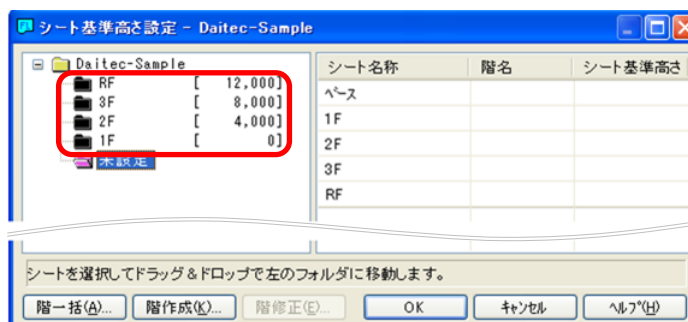 シート基準高さ設定 - Daitec-Sample
Daitec-Sample
RF [ 12,000]
3F [ 8,000]
2F [ 4,000]
1F [ 0]
未設定
シート名称 階名 シート基準高さ
ベース
1F
2F
3F
RF
シートを選択してドラッグ&ドロップで左のフォルダに移動します。
階一括(A)... 階作成(K)... 階修正(E)... OK キャンセル ヘルプ(H)